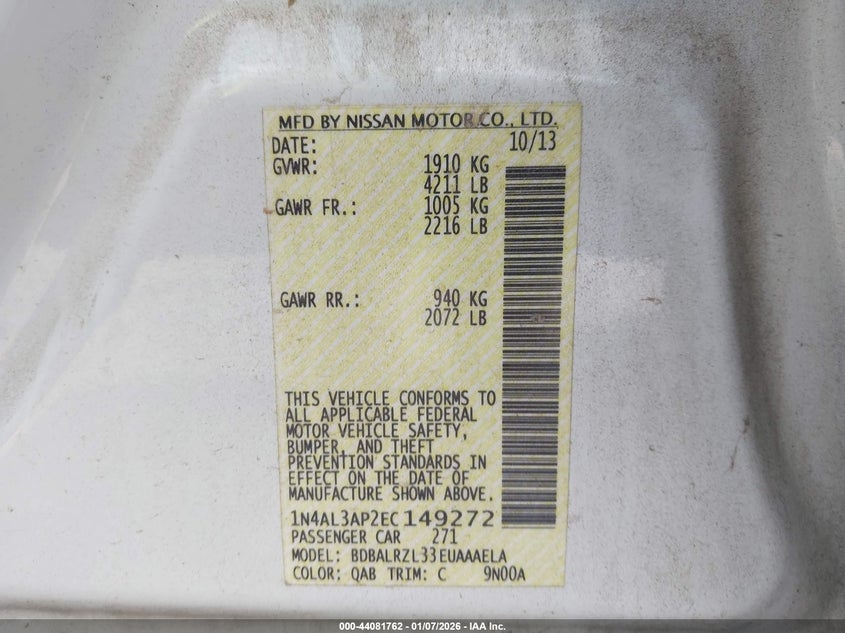 MFD BY NISSAN MOTOR CO., LTD.
DATE: 10/13
GVWR: 1910 KG
4211 LB
GAWR FR.: 1005 KG
2216 LB
GAWR RR.: 940 KG
2072 LB
THIS VEHICLE CONFORMS TO
ALL APPLICABLE FEDERAL
MOTOR VEHICLE SAFETY,
BUMPER, AND THEFT
PREVENTION STANDARDS IN
EFFECT ON THE DATE OF
MANUFACTURE SHOWN ABOVE.
1N4AL3AP2EC149272
PASSENGER CAR 271
MODEL: BDBALRZL33EUAAAELA
COLOR: QAB TRIM: C 9N00A
000-44081762 - 01/07/2026 - IAA Inc.